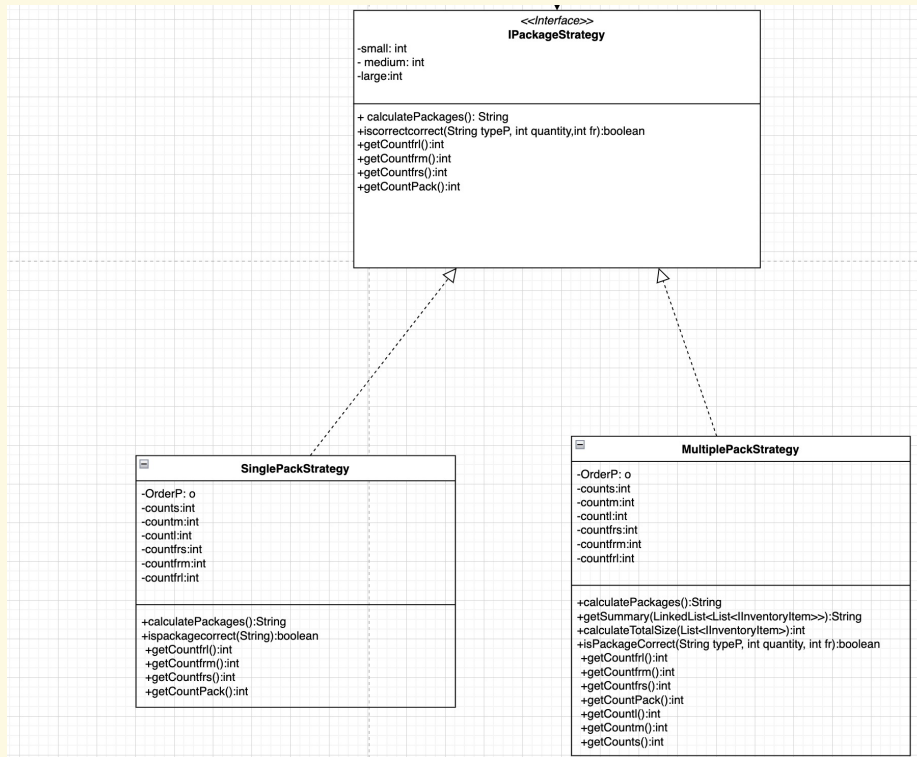 <<Interface>>
IPackageStrategy
-small: int
- medium: int
-large:int
+ calculatePackages(): String
+iscorrectcorrect(String typeP, int quantity,int fr):boolean
+getCountfrl():int
+getCountfrm():int
+getCountfrs():int
+getCountPack():int
SinglePackStrategy
-OrderP: o
-counts:int
-countm:int
-countl:int
-countfrs:int
-countfrm:int
-countfrl:int
+calculatePackages():String
+ispackagecorrect(String):boolean
+getCountfrl():int
+getCountfrm():int
+getCountfrs():int
+getCountPack():int
MultiplePackStrategy
-OrderP: o
-counts:int
-countm:int
-countl:int
-countfrs:int
-countfrm:int
-countfrl:int
+calculatePackages():String
+getSummary(LinkedList<List<IInventoryItem>>):String
+calculateTotalSize(List<IInventoryItem>):int
+isPackageCorrect(String typeP, int quantity, int fr):boolean
+getCountfrl():int
+getCountfrm():int
+getCountfrs():int
+getCountPack():int
+getCountl():int
+getCountm():int
+getCounts():int